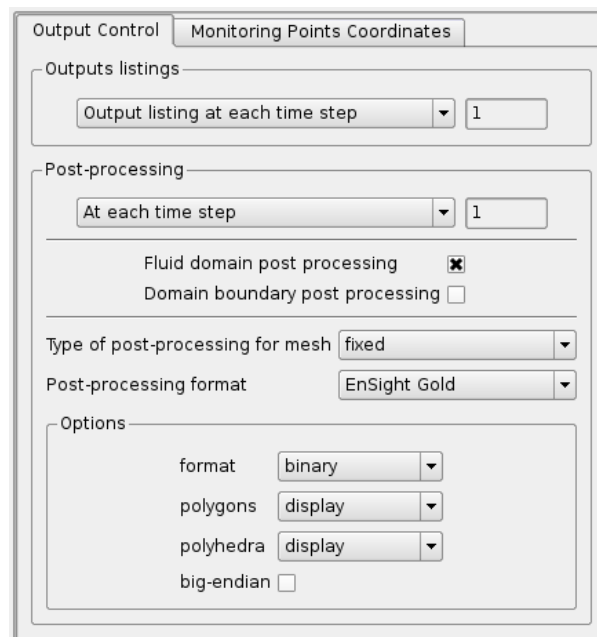 Output Control Monitoring Points Coordinates
Outputs listings
Output listing at each time step 1
Post-processing
At each time step 1
Fluid domain post processing
Domain boundary post processing
Type of post-processing for mesh fixed
Post-processing format EnSight Gold
Options
format binary
polygons display
polyhedra display
big-endian